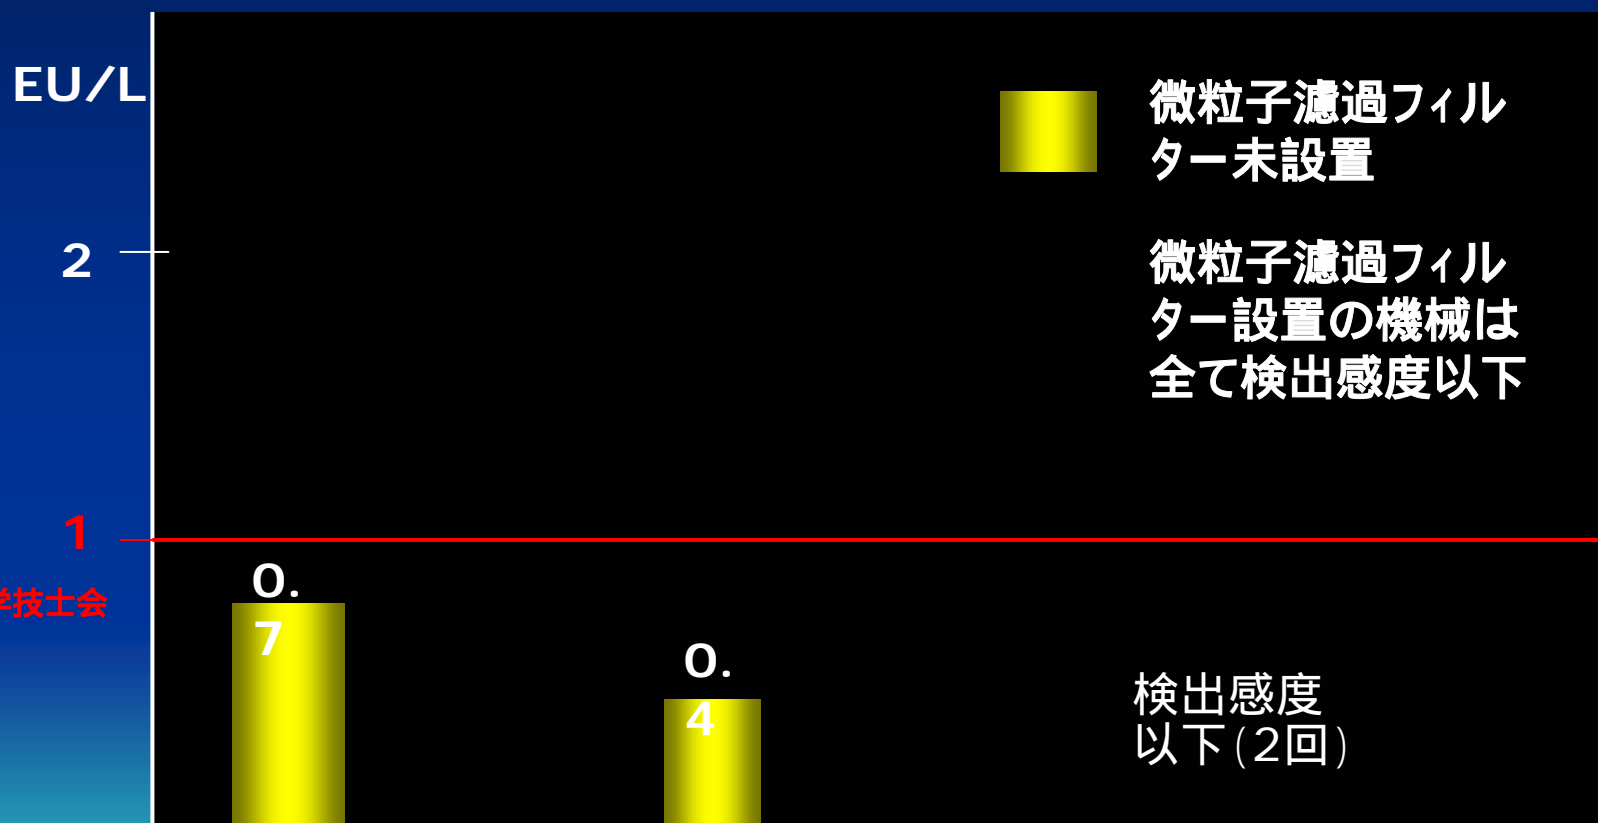 EU/L
微粒子濾過フィル
ター未設置
2
微粒子濾過フィル
ター設置の機械は
全て検出感度以下
1
学技士会
0.
7
0.
4
検出感度
以下(2回)